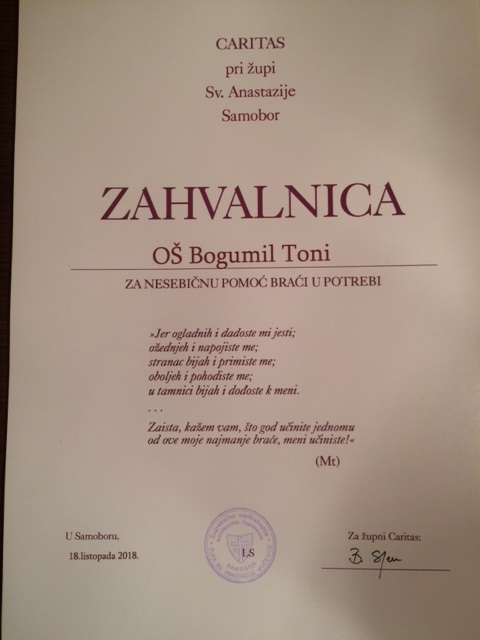 CARITAS
pri župi
Sv. Anastazije
Samobor
ZAHVALNICA
OŠ Bogumil Toni
ZA NESEBIČNU POMOĆ BRAĆI U POTREBI
»Jer ogladnih i dadoste mi jesti;
ožednjeh i napojiste me;
stranac bijah i primiste me;
oboljeh i pohodiste me;
u tamnici bijah i dodoste k meni.
. . .
Zaista, kažem vam, što god učinite jednomu
od ove moje najmanje braće, meni učiniste!«
(Mt)
U Samoboru,
18.listopada 2018.
LS
SAMOBOR
Za župni Caritas: